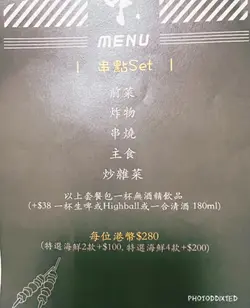 MENU
| 串點Set |
前菜
炸物
串燒
主食
炒雜菜
以上套餐包一杯無酒精飲品
(+$38 一杯生啤或Highball或一合清酒 180ml)
每位港幣$280
(特選海鮮2款+$100, 特選海鮮4款+$200)
PHOTODDIXTED